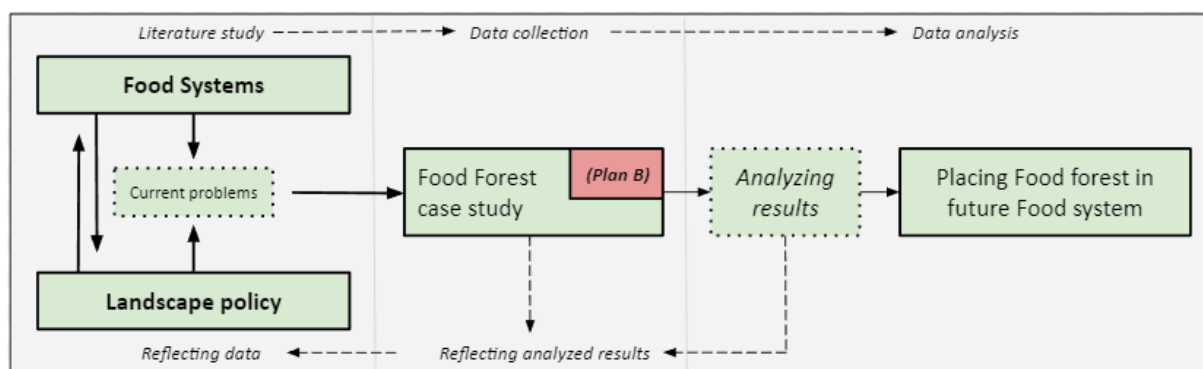 Literature study
Data collection
Data analysis
Food Systems
Current problems
Landscape policy
Food Forest
case study
(Plan B)
Analyzing
results
Placing Food forest in
future Food system
Reflecting data
Reflecting analyzed results